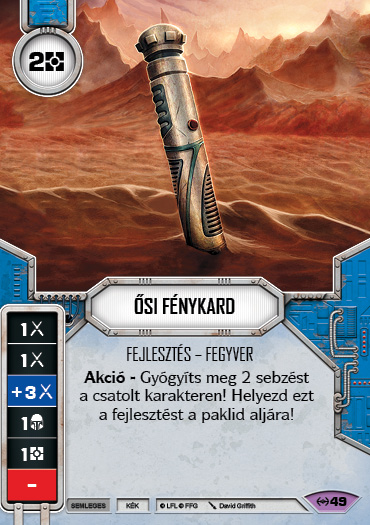 2
ŐSI FÉNYKARD
FEJLESZTÉS – FEGYVER
Akció - Gyógyíts meg 2 sebzést
a csatolt karakteren! Helyezd ezt
a fejlesztést a paklid aljára!
1
1
+3
1
1
–
SEMLEGES
KÉK
© LFL © FFG
David Griffith
49